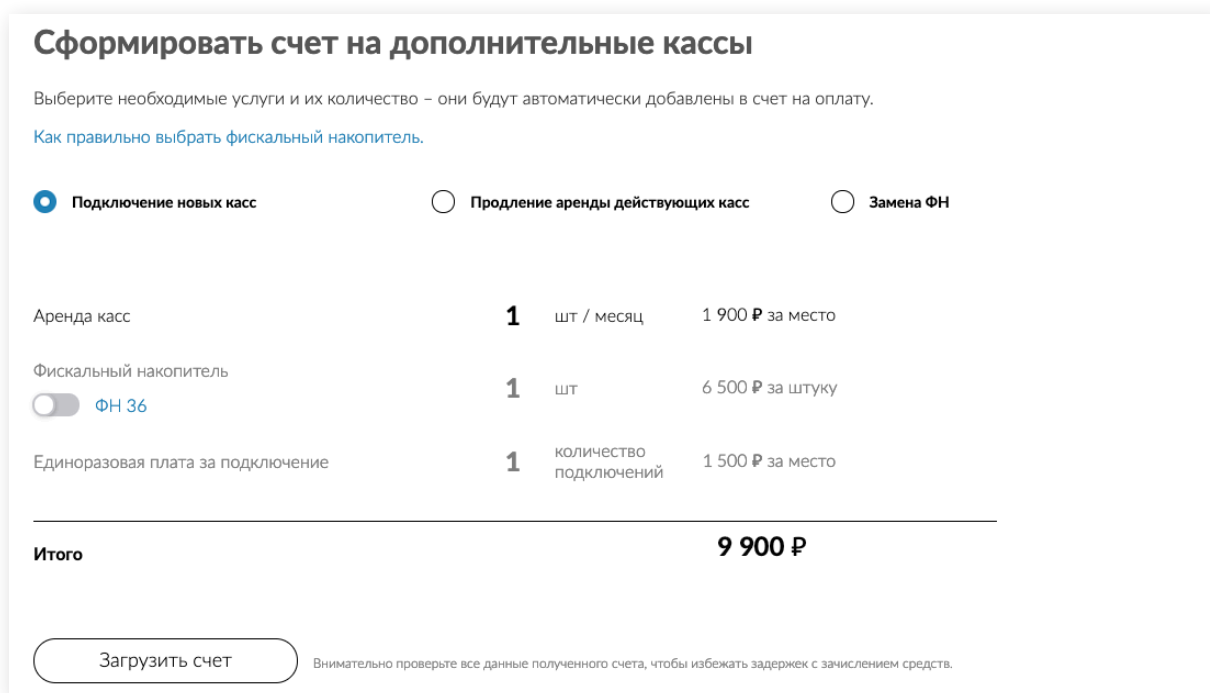 Сформировать счет на дополнительные кассы
Выберите необходимые услуги и их количество – они будут автоматически добавлены в счет на оплату.
Как правильно выбрать фискальный накопитель.
Подключение новых касс Продление аренды действующих касс Замена ФН
Аренда касс 1 шт / месяц 1 900 ₽ за место
Фискальный накопитель
ФН 36 1 шт 6 500 ₽ за штуку
Единоразовая плата за подключение 1 количество
подключений 1 500 ₽ за место
Итого 9 900 ₽
Загрузить счет Внимательно проверьте все данные полученного счета, чтобы избежать задержек с зачислением средств.